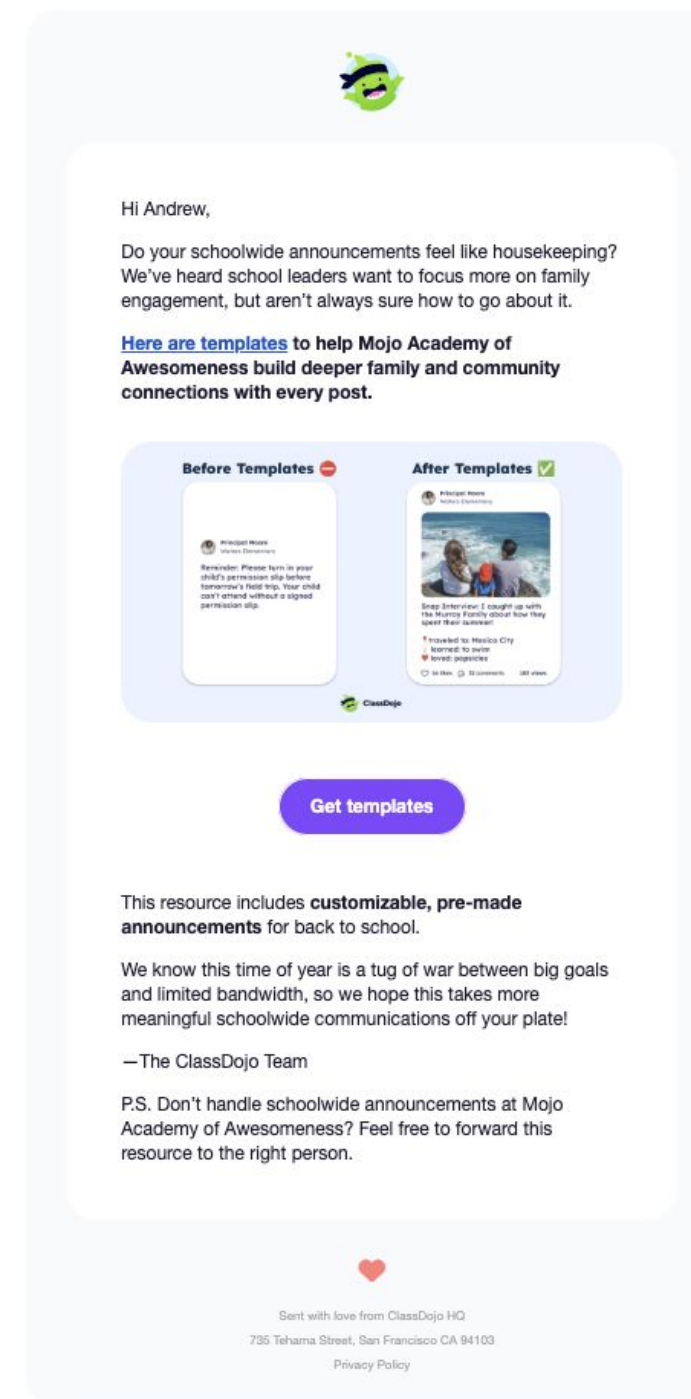 Hi Andrew,
Do your schoolwide announcements feel like housekeeping?
We've heard school leaders want to focus more on family
engagement, but aren't always sure how to go about it.
Here are templates to help Mojo Academy of
Awesomeness build deeper family and community
connections with every post.
Before Templates ⛔
Principal Hoem
Reminder: Please turn in your
child's permission slip before
tomorrow's field trip. Your child
can't attend without a signed
permission slip.
After Templates ✅
Snap Interview: I caught up with
the Murray Family about how they
spent their summer!
📍traveled to: Mexico City
learned: to swim
❤️ loved: popsicles
comments
views
ClassDojo
Get templates
This resource includes customizable, pre-made
announcements for back to school.
We know this time of year is a tug of war between big goals
and limited bandwidth, so we hope this takes more
meaningful schoolwide communications off your plate!
—The ClassDojo Team
P.S. Don't handle schoolwide announcements at Mojo
Academy of Awesomeness? Feel free to forward this
resource to the right person.
Sent with love from ClassDojo HQ
735 Tehama Street, San Francisco CA 94103
Privacy Policy